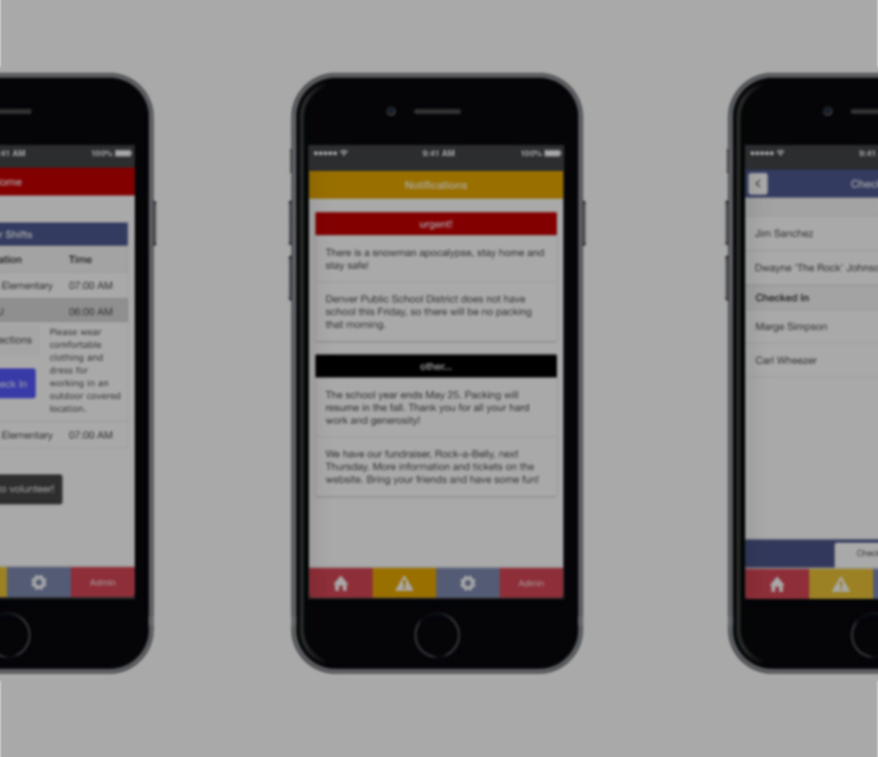 41 AM 100%
ome
r Shifts
ation Time
Elementary 07:00 AM
U 06:00 AM
ections
Please wear
comfortable
clothing and
dress for
working in an
outdoor covered
location.
eck In
Elementary 07:00 AM
to volunteer!
Admin
9:41 AM 100%
Notifications
urgent!
There is a snowman apocalypse, stay home and
stay safe!
Denver Public School District does not have
school this Friday, so there will be no packing
that morning.
other...
The school year ends May 25. Packing will
resume in the fall. Thank you for all your hard
work and generosity!
We have our fundraiser, Rock-a-Belly, next
Thursday. More information and tickets on the
website. Bring your friends and have some fun!
Admin
9:41
Chec
Jim Sanchez
Dwayne 'The Rock' Johnso
Checked In
Marge Simpson
Carl Wheezer
Check